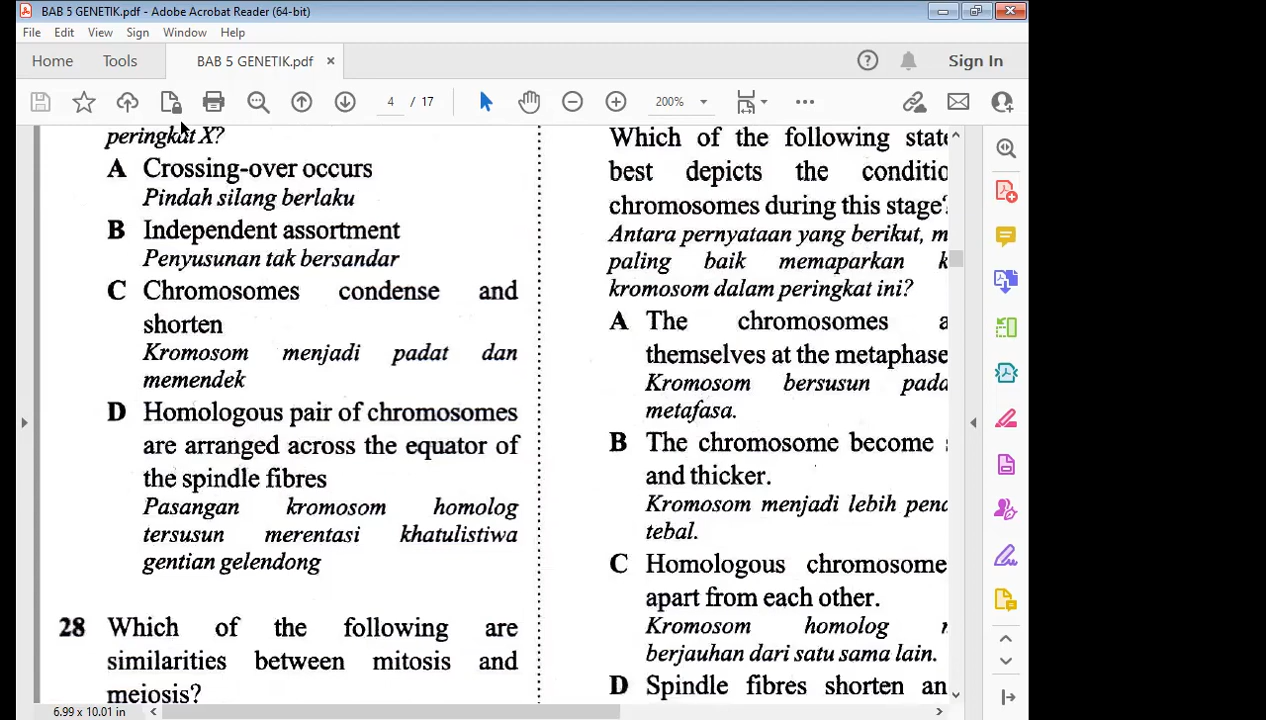 BAB 5 GENETIK.pdf - Adobe Acrobat Reader (64-bit)
File Edit View Sign Window Help
Home Tools BAB 5 GENETIK.pdf × Sign In
4 / 17 200%
peringkat X?
A Crossing-over occurs
Pindah silang berlaku
B Independent assortment
Penyusunan tak bersandar
C Chromosomes condense and
shorten
Kromosom menjadi padat dan
memendek
D Homologous pair of chromosomes
are arranged across the equator of
the spindle fibres
Pasangan kromosom homolog
tersusun merentasi khatulistiwa
gentian gelendong
28 Which of the following are
similarities between mitosis and
meiosis?
Which of the following state
best depicts the conditio
chromosomes during this stage?
Antara pernyataan yang berikut, m
paling baik memaparkan k
kromosom dalam peringkat ini?
A The chromosomes a
themselves at the metaphase
Kromosom bersusun pada
metafasa.
B The chromosome become s
and thicker.
Kromosom menjadi lebih pend
tebal.
C Homologous chromosome
apart from each other.
Kromosom homolog
berjauhan dari satu sama lain.
D Spindle fibres shorten an
6.99 x 10.01 in